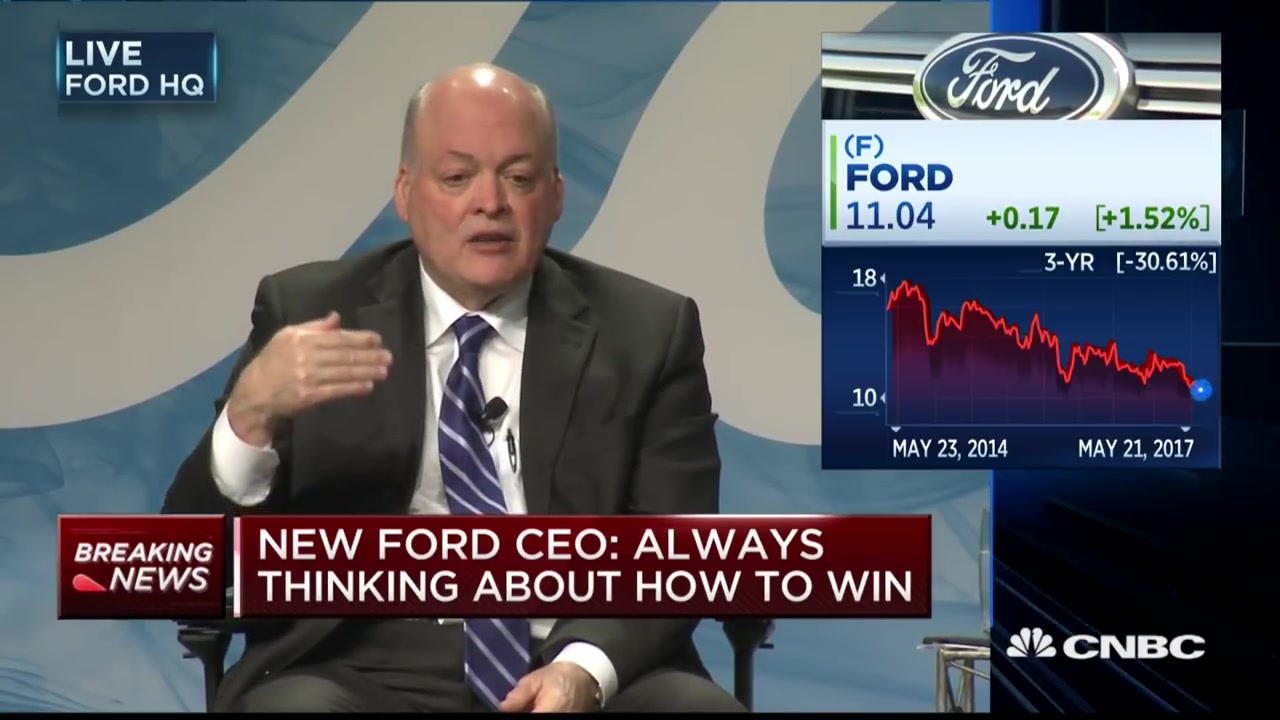 LIVE
FORD HQ
Ford
(F)
FORD
11.04 +0.17 [+1.52%]
3-YR [-30.61%]
18
10
MAY 23, 2014 MAY 21, 2017
BREAKING
NEWS
NEW FORD CEO: ALWAYS
THINKING ABOUT HOW TO WIN
CNBC